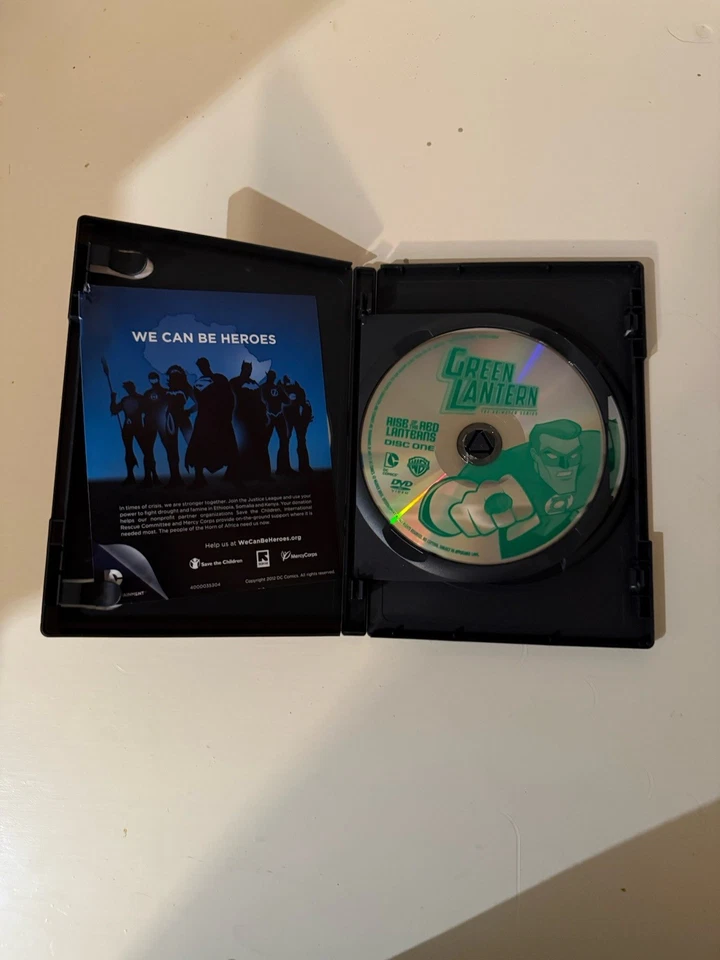 WE CAN BE HEROES
In times of crisis, we are stronger together. Join the Justice League and use your
power to fight drought and famine in Ethiopia, Somalia and Kenya. Your donation
helps our nonprofit partner organizations Save the Children, International
Rescue Committee and Mercy Corps provide on-the-ground support where it is
needed most. The people of the Horn of Africa need us now.
Help us at WeCanBeHeroes.org
Save the Children
MercyCorps
4000035204
Copyright 2012 DC Comics. All rights reserved.
GREEN
LANTERN
THE ANIMATED SERIES
RISE OF THE RED
LANTERNS
DISC ONE
DC
COMICS
WB
DVD
VIDEO